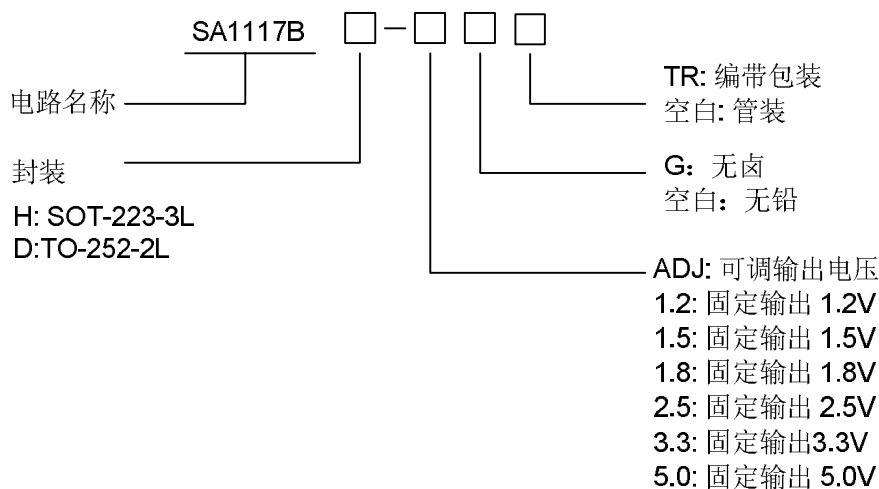 SA1117B □-□ □ □
电路名称
封装
H: SOT-223-3L
D:TO-252-2L
TR: 编带包装
空白: 管装
G：无卤
空白：无铅
ADJ: 可调输出电压
1.2: 固定输出 1.2V
1.5: 固定输出 1.5V
1.8: 固定输出 1.8V
2.5: 固定输出 2.5V
3.3: 固定输出3.3V
5.0: 固定输出 5.0V